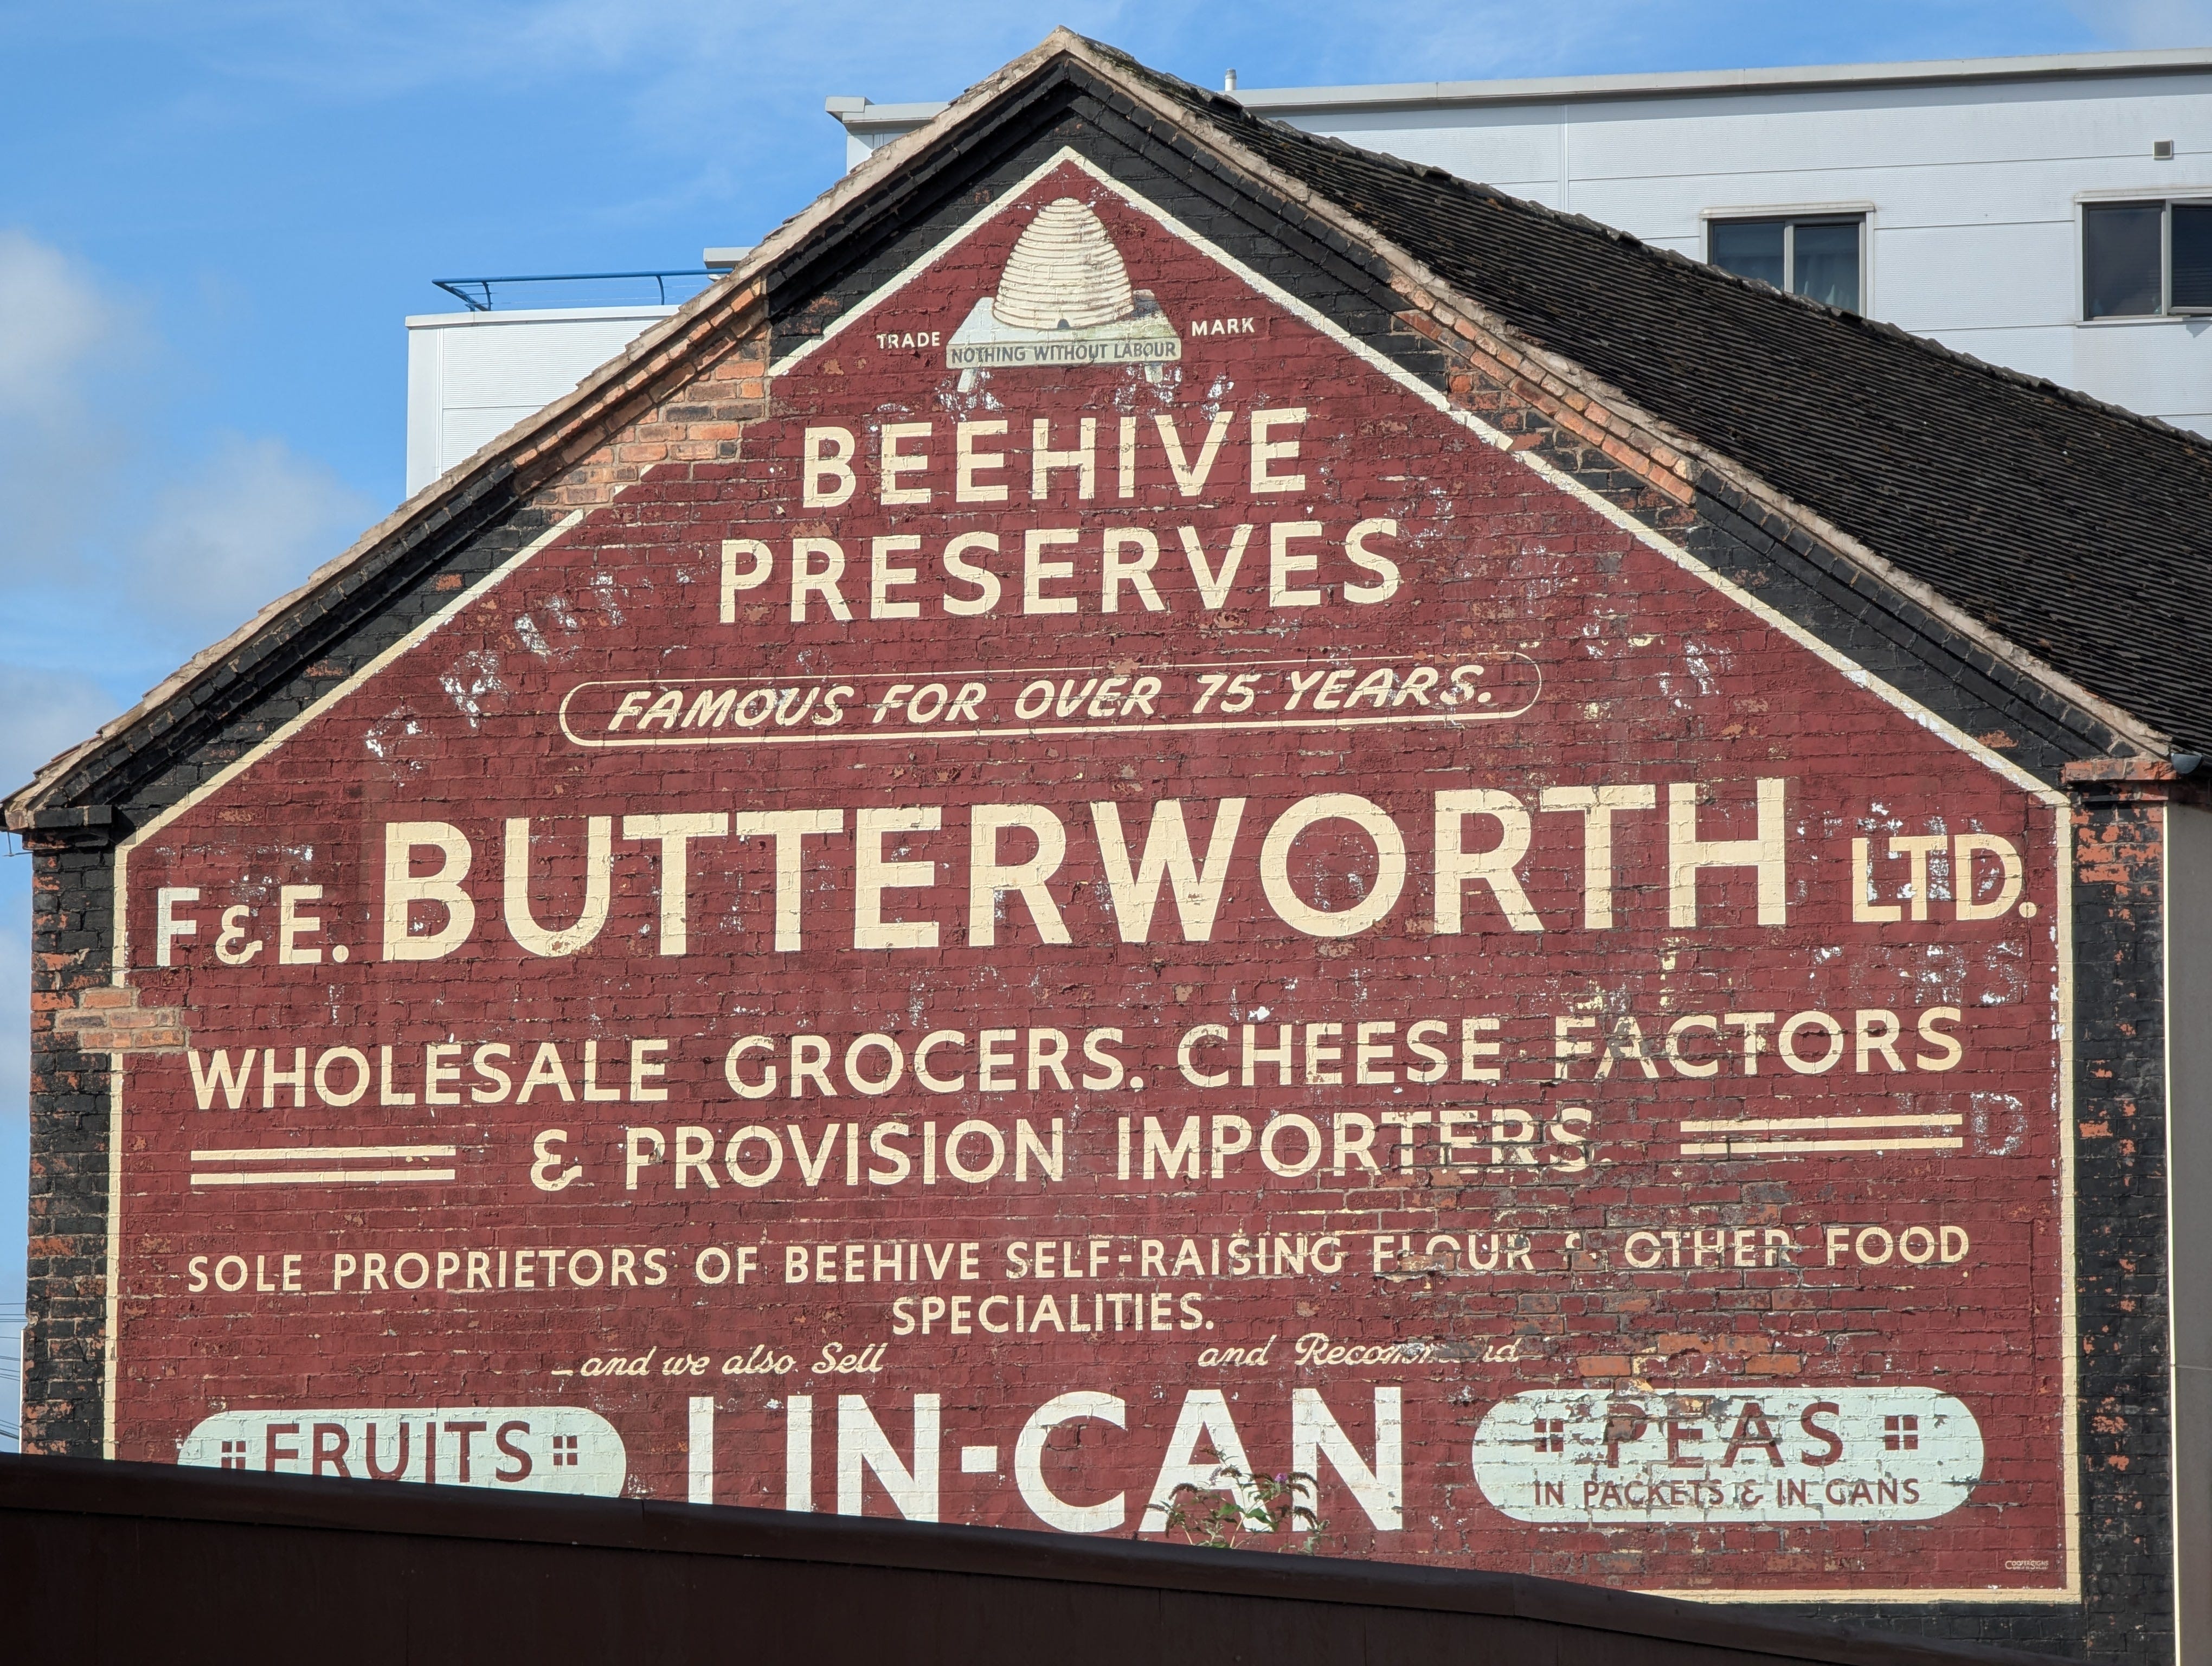 TRADE MARK
NOTHING WITHOUT LABOUR
BEEHIVE
PRESERVES
FAMOUS FOR OVER 75 YEARS.
F & E. BUTTERWORTH LTD.
WHOLESALE GROCERS. CHEESE FACTORS
& PROVISION IMPORTERS.
SOLE PROPRIETORS OF BEEHIVE SELF-RAISING FLOUR & OTHER FOOD
SPECIALITIES.
and we also Sell and Recommend
FRUITS LIN-CAN PEAS
IN PACKETS & IN CANS